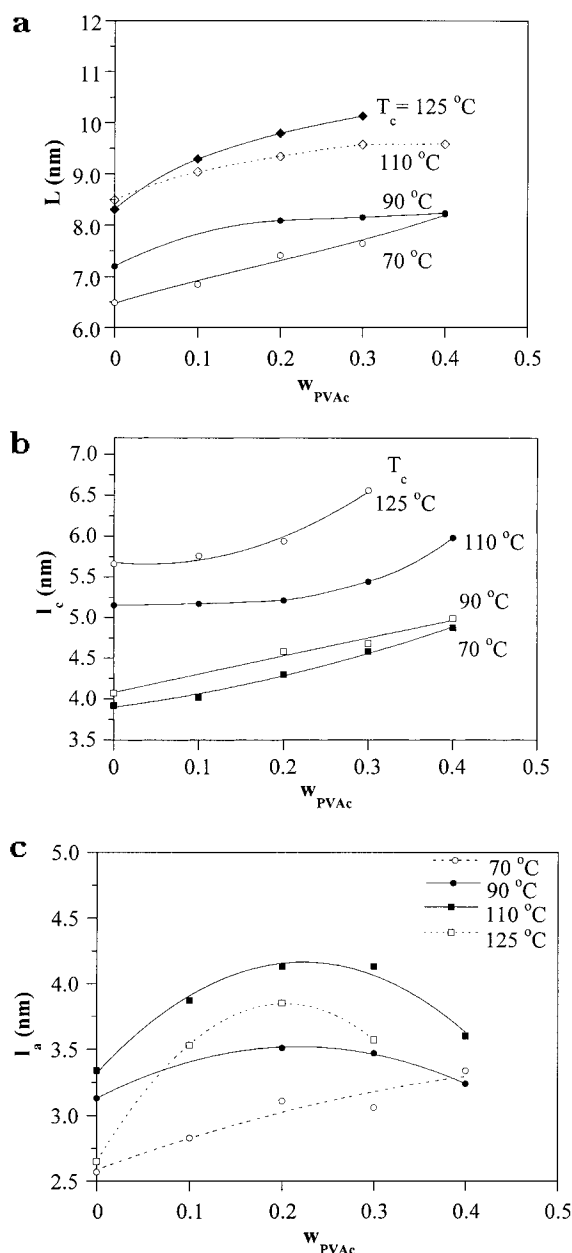 a
12
11
10
9.0
8.0
7.0
6.0
L (nm)
T_c = 125 °C
110 °C
90 °C
70 °C
0 0.1 0.2 0.3 0.4 0.5
w_PVAc
b
7.0
6.5
6.0
5.5
5.0
4.5
4.0
3.5
l_c (nm)
T_c
125 °C
110 °C
90 °C
70 °C
0 0.1 0.2 0.3 0.4 0.5
w_PVAc
c
5.0
4.5
4.0
3.5
3.0
2.5
l_a (nm)
70 °C
90 °C
110 °C
125 °C
0 0.1 0.2 0.3 0.4 0.5
w_PVAc